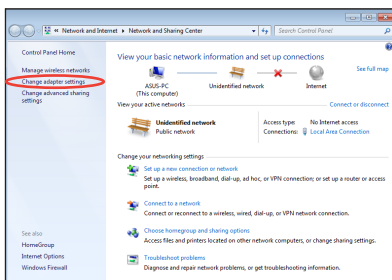 « Network and Internet ▸ Network and Sharing Center
Search Control Panel
Control Panel Home
Manage wireless networks
Change adapter settings
Change advanced sharing
settings
See also
HomeGroup
Internet Options
Windows Firewall
View your basic network information and set up connections
See full map
ASUS-PC
(This computer)
Unidentified network
Internet
View your active networks
Connect or disconnect
Unidentified network
Public network
Access type: No Internet access
Connections: Local Area Connection
Change your networking settings
Set up a new connection or network
Set up a wireless, broadband, dial-up, ad hoc, or VPN connection; or set up a router or access
point.
Connect to a network
Connect or reconnect to a wireless, wired, dial-up, or VPN network connection.
Choose homegroup and sharing options
Access files and printers located on other network computers, or change sharing settings.
Troubleshoot problems
Diagnose and repair network problems, or get troubleshooting information.